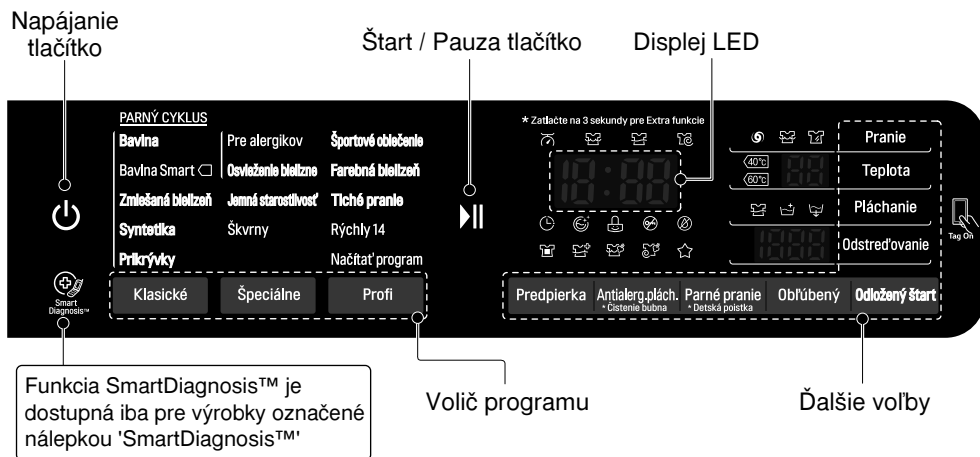 Napájanie
tlačítko
Štart / Pauza tlačítko
Displej LED
PARNÝ CYKLUS
Bavlna
Bavlna Smart
Zmiešaná bielizeň
Syntetika
Prikrývky
Pre alergikov
Osvieženie bielizne
Jemná starostlivosť
Škvrny
Športové oblečenie
Farebná bielizeň
Tiché pranie
Rýchly 14
Načítať program
Klasické
Špeciálne
Profi
Smart
Diagnosis™
* Zatlačte na 3 sekundy pre Extra funkcie
18:88
40°c
60°c
88
1888
Pranie
Teplota
Pláchanie
Odstreďovanie
Tag On
Predpierka
Antialerg.plách.
* Čistenie bubna
Parné pranie
* Detská poistka
Obľúbený
Odložený štart
Funkcia SmartDiagnosis™ je
dostupná iba pre výrobky označené
nálepkou 'SmartDiagnosis™'
Volič programu
Ďalšie voľby